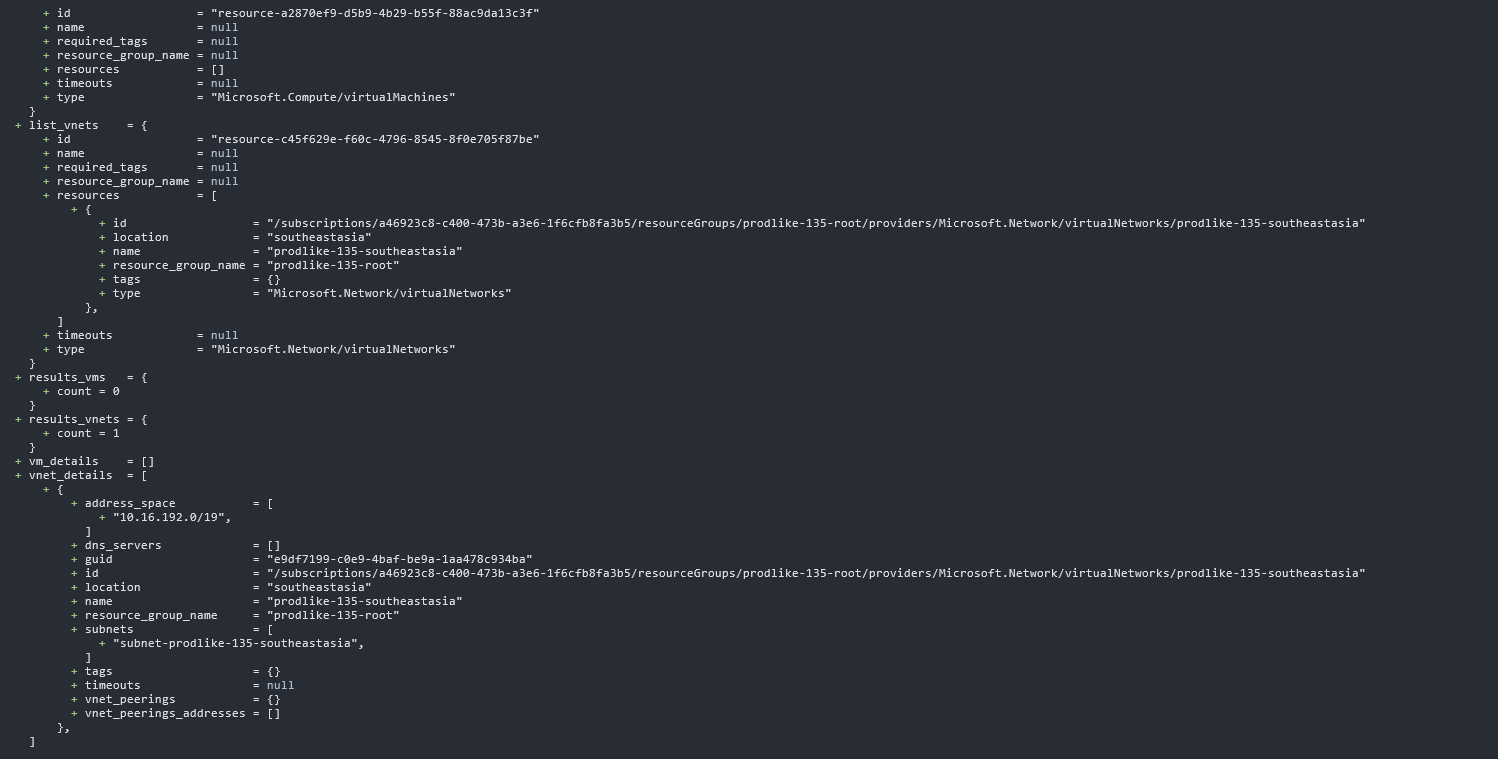 + id                  = "resource-a2870ef9-d5b9-4b29-b55f-88ac9da13c3f"
+ name                = null
+ required_tags       = null
+ resource_group_name = null
+ resources           = []
+ timeouts            = null
+ type                = "Microsoft.Compute/virtualMachines"
}
+ list_vnets    = {
+ id                  = "resource-c45f629e-f60c-4796-8545-8f0e705f87be"
+ name                = null
+ required_tags       = null
+ resource_group_name = null
+ resources           = [
+ {
+ id                  = "/subscriptions/a46923c8-c400-473b-a3e6-1f6cfb8fa3b5/resourceGroups/prodlike-135-root/providers/Microsoft.Network/virtualNetworks/prodlike-135-southeastasia"
+ location            = "southeastasia"
+ name                = "prodlike-135-southeastasia"
+ resource_group_name = "prodlike-135-root"
+ tags                = {}
+ type                = "Microsoft.Network/virtualNetworks"
},
]
+ timeouts            = null
+ type                = "Microsoft.Network/virtualNetworks"
}
+ results_vms   = {
+ count = 0
}
+ results_vnets = {
+ count = 1
}
+ vm_details    = []
+ vnet_details  = [
+ {
+ address_space           = [
+ "10.16.192.0/19",
]
+ dns_servers             = []
+ guid                    = "e9df7199-c0e9-4baf-be9a-1aa478c934ba"
+ id                      = "/subscriptions/a46923c8-c400-473b-a3e6-1f6cfb8fa3b5/resourceGroups/prodlike-135-root/providers/Microsoft.Network/virtualNetworks/prodlike-135-southeastasia"
+ location                = "southeastasia"
+ name                    = "prodlike-135-southeastasia"
+ resource_group_name     = "prodlike-135-root"
+ subnets                 = [
+ "subnet-prodlike-135-southeastasia",
]
+ tags                    = {}
+ timeouts                = null
+ vnet_peerings           = {}
+ vnet_peerings_addresses = []
},
]